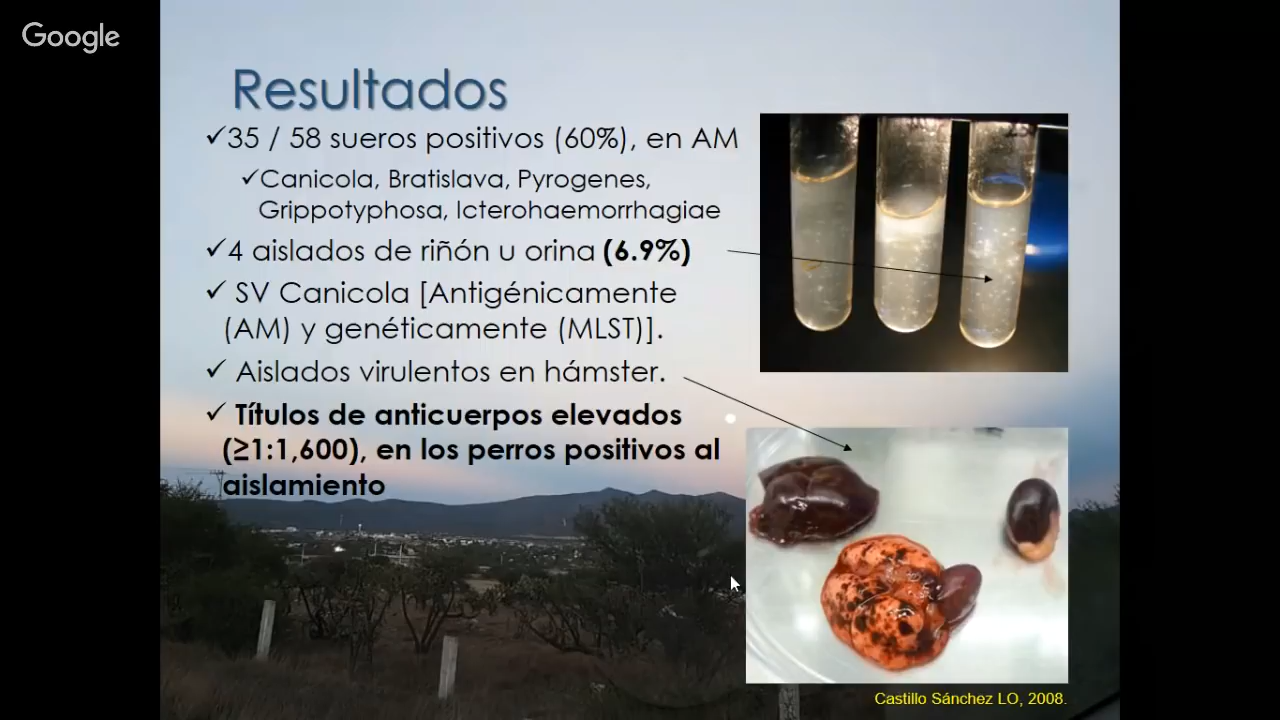 Google
Resultados
✓35 / 58 sueros positivos (60%), en AM
✓Canicola, Bratislava, Pyrogenes,
Grippotyphosa, Icterohaemorrhagiae
✓4 aislados de riñón u orina (6.9%)
✓ SV Canicola [Antigénicamente
(AM) y genéticamente (MLST)].
✓ Aislados virulentos en hámster.
✓ Títulos de anticuerpos elevados
(≥1:1,600), en los perros positivos al
aislamiento
Castillo Sánchez LO, 2008.